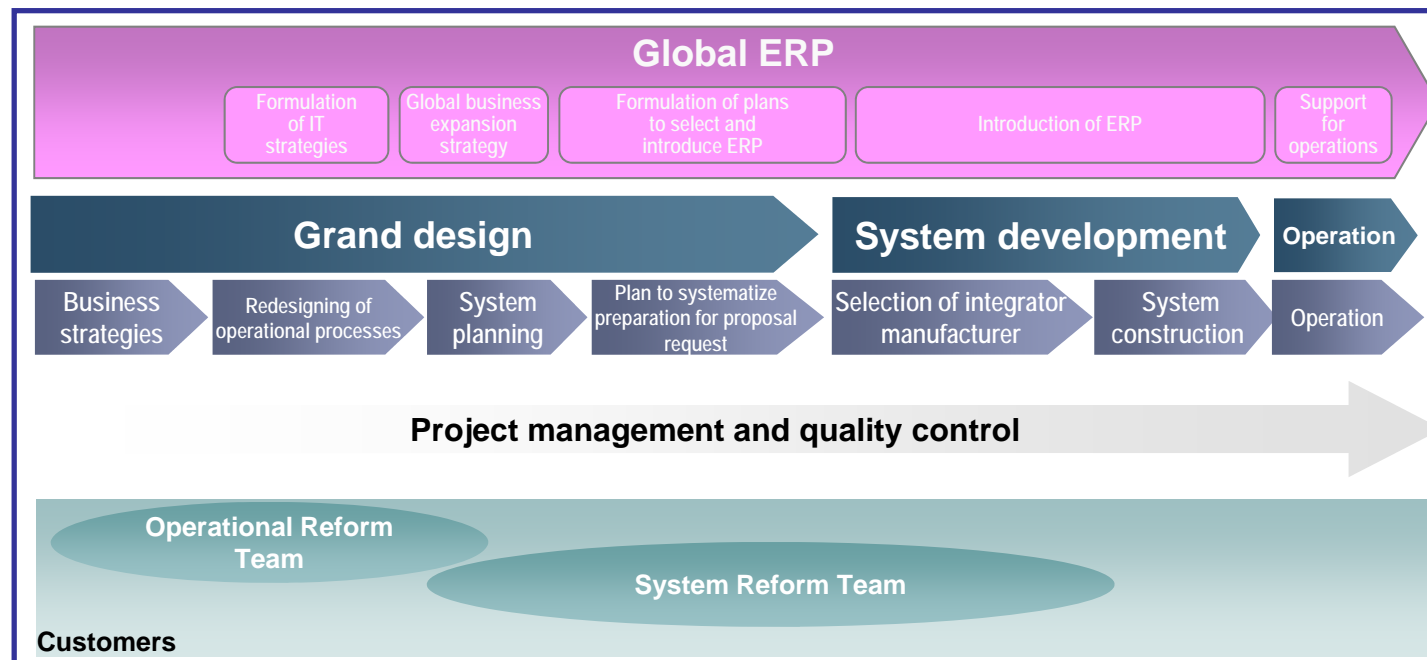 Global ERP
Formulation
of IT
strategies
Global business
expansion
strategy
Formulation of plans
to select and
introduce ERP
Introduction of ERP
Support
for
operations
Grand design
System development
Operation
Business
strategies
Redesigning of
operational processes
System
planning
Plan to systematize
preparation for proposal
request
Selection of integrator
manufacturer
System
construction
Operation
Project management and quality control
Operational Reform
Team
System Reform Team
Customers